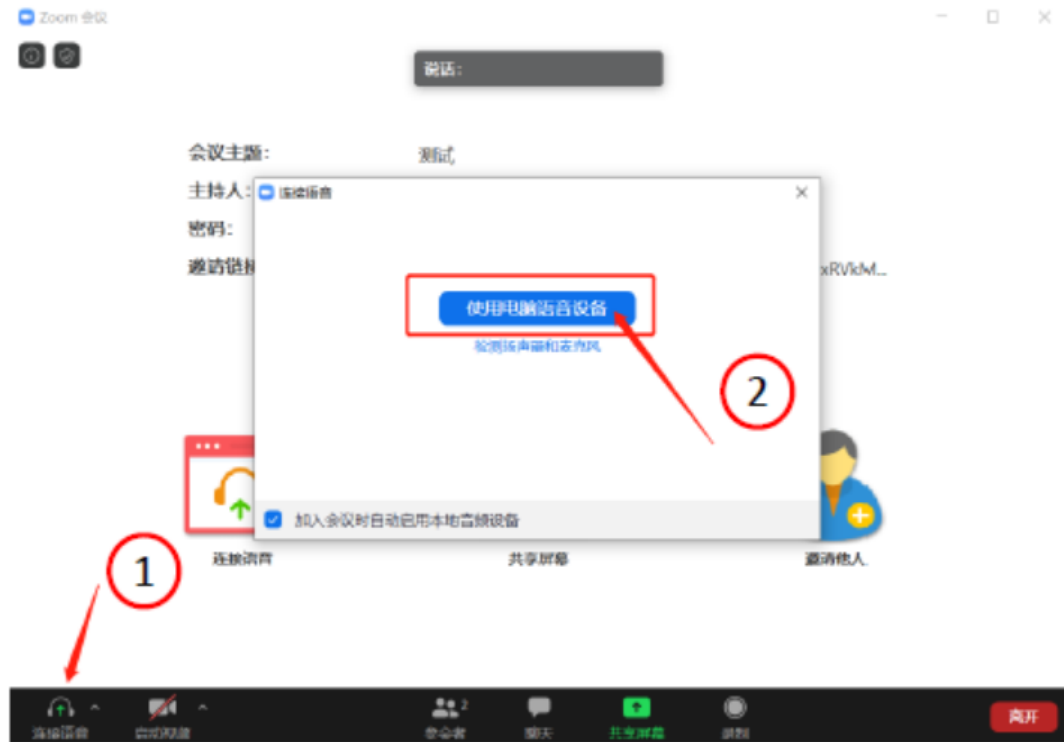 Zoom 会议
说话:
会议主题:
测试
主持人:
连接语音
密码:
邀请链接
xRVkM...
使用电脑语音设备
检测扬声器和麦克风
2
加入会议时自动启用本地音频设备
连接语音
共享屏幕
邀请他人
1
连接语音
启动视频
参会者
2
聊天
共享屏幕
录制
离开